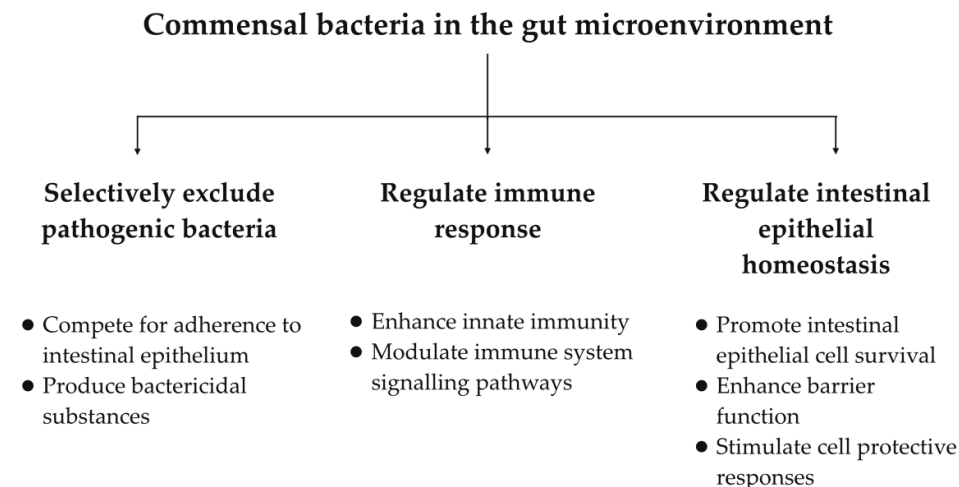 Commensal bacteria in the gut microenvironment
Selectively exclude
pathogenic bacteria
● Compete for adherence to
intestinal epithelium
● Produce bactericidal
substances
Regulate immune
response
● Enhance innate immunity
● Modulate immune system
signalling pathways
Regulate intestinal
epithelial
homeostasis
● Promote intestinal
epithelial cell survival
● Enhance barrier
function
● Stimulate cell protective
responses